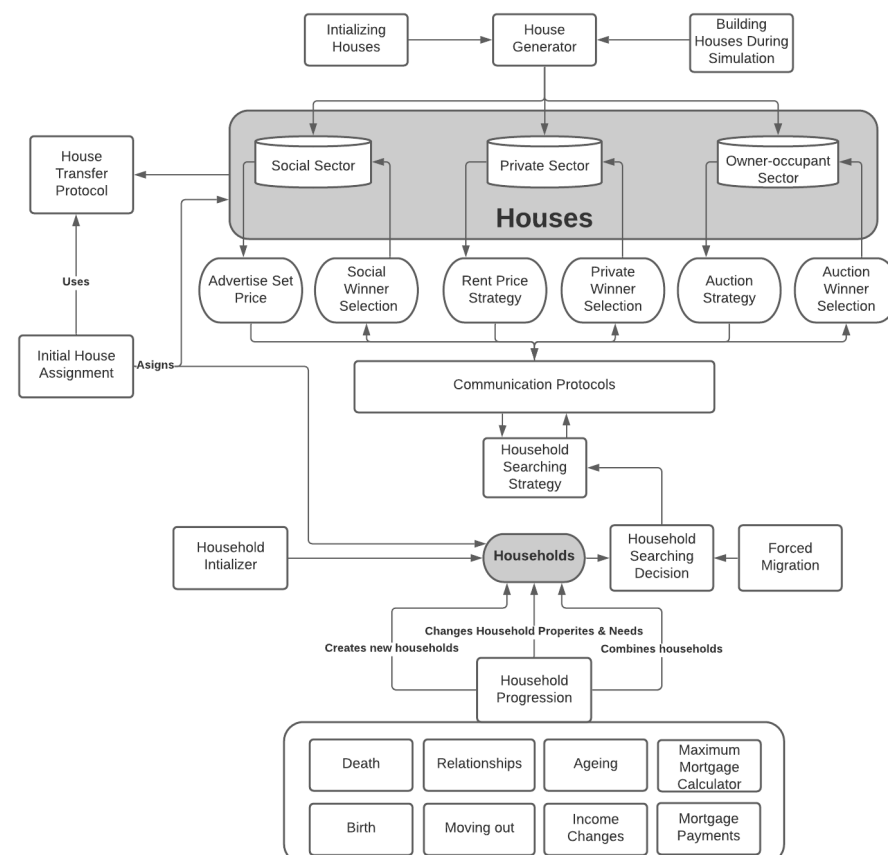 Intializing
Houses
House
Generator
Building
Houses During
Simulation
House
Transfer
Protocol
Social Sector
Private Sector
Owner-occupant
Sector
Houses
Uses
Advertise Set
Price
Social
Winner
Selection
Rent Price
Strategy
Private
Winner
Selection
Auction
Strategy
Auction
Winner
Selection
Initial House
Assignment
Asigns
Communication Protocols
Household
Searching
Strategy
Household
Intializer
Households
Household
Searching
Decision
Forced
Migration
Changes Household Properites & Needs
Creates new households
Combines households
Household
Progression
Death
Relationships
Ageing
Maximum
Mortgage
Calculator
Birth
Moving out
Income
Changes
Mortgage
Payments